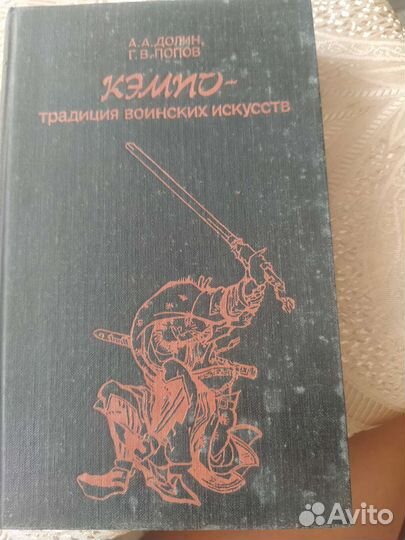 А.А.ДОЛИН,
Г.В.ПОПОВ
КЭМПО-
традиция воинских искусств
Avito